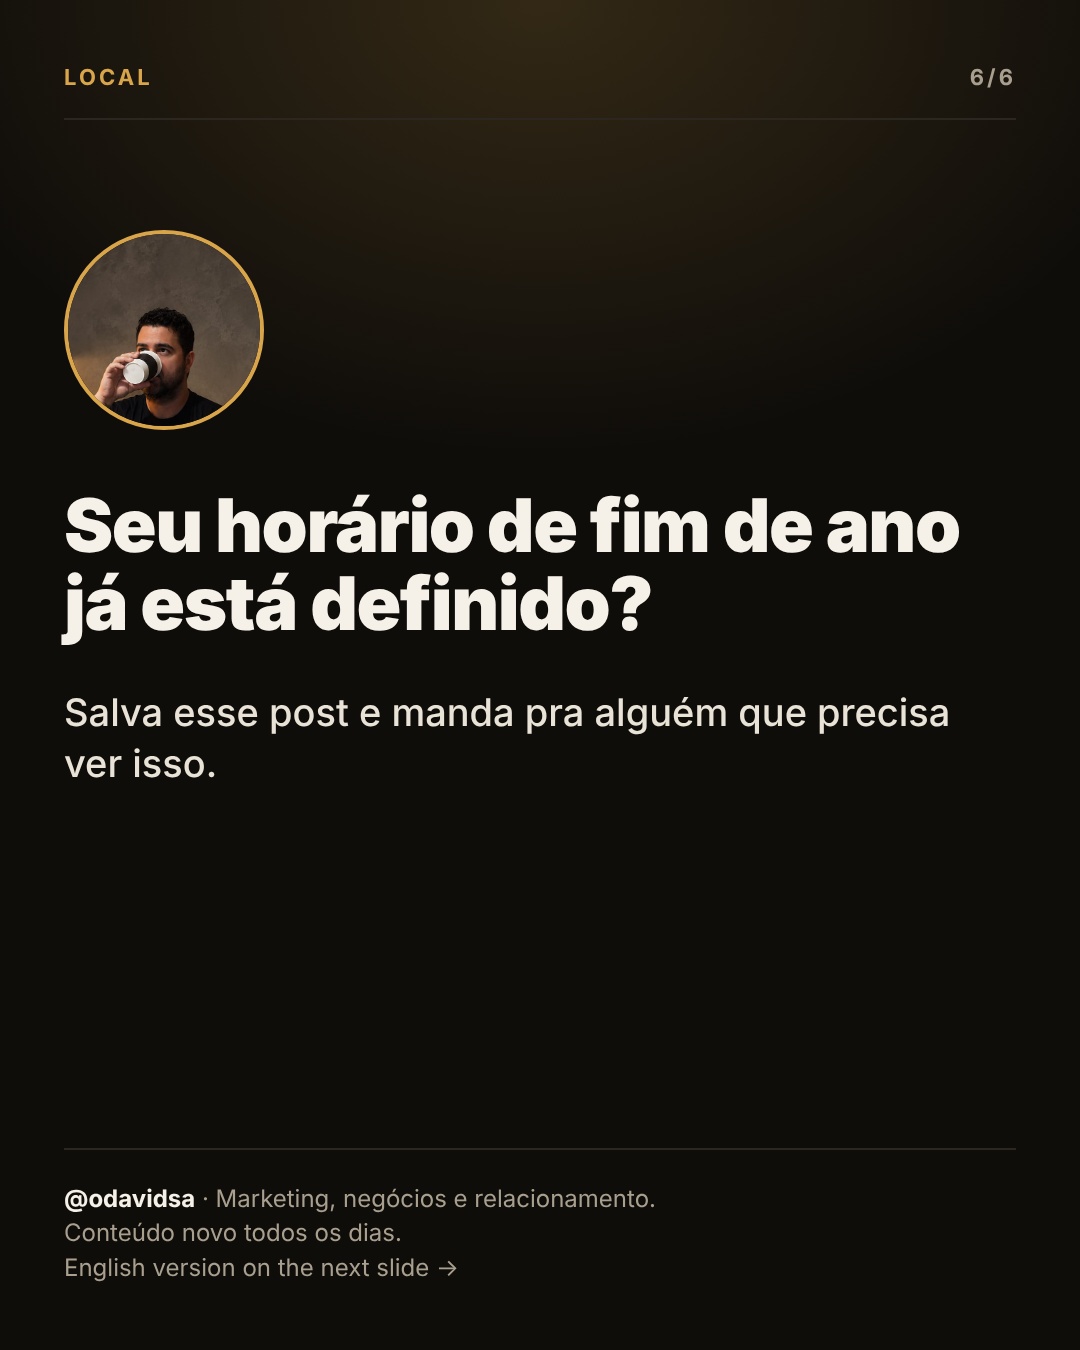 LOCAL
6/6
Seu horário de fim de ano
já está definido?
Salva esse post e manda pra alguém que precisa
ver isso.
@odavidsa · Marketing, negócios e relacionamento.
Conteúdo novo todos os dias.
English version on the next slide →